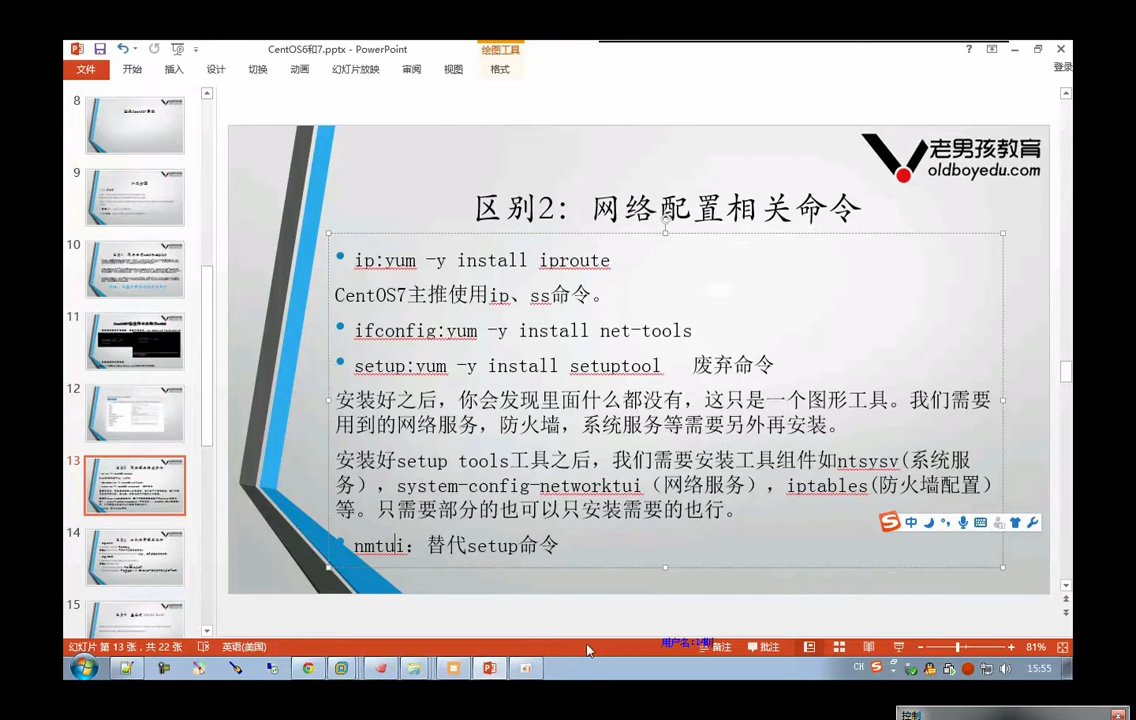 CentOS6和7.pptx - PowerPoint
绘图工具
登录
文件 开始 插入 设计 切换 动画 幻灯片放映 审阅 视图 格式
8
9
10
11
12
13
14
15
老男孩教育
oldboyedu.com
区别2：网络配置相关命令
ip:yum -y install iproute
CentOS7主推使用ip、ss命令。
ifconfig:yum -y install net-tools
setup:yum -y install setuptool 废弃命令
安装好之后，你会发现里面什么都没有，这只是一个图形工具。我们需要
用到的网络服务，防火墙，系统服务等需要另外再安装。
安装好setup tools工具之后，我们需要安装工具组件如ntsysv(系统服
务），system-config-networktui（网络服务），iptables(防火墙配置）
等。只需要部分的也可以只安装需要的也行。
nmtui：替代setup命令
中
幻灯片 第 13 张，共 22 张 英语(美国) 备注 批注 81%
CH 15:55
控制